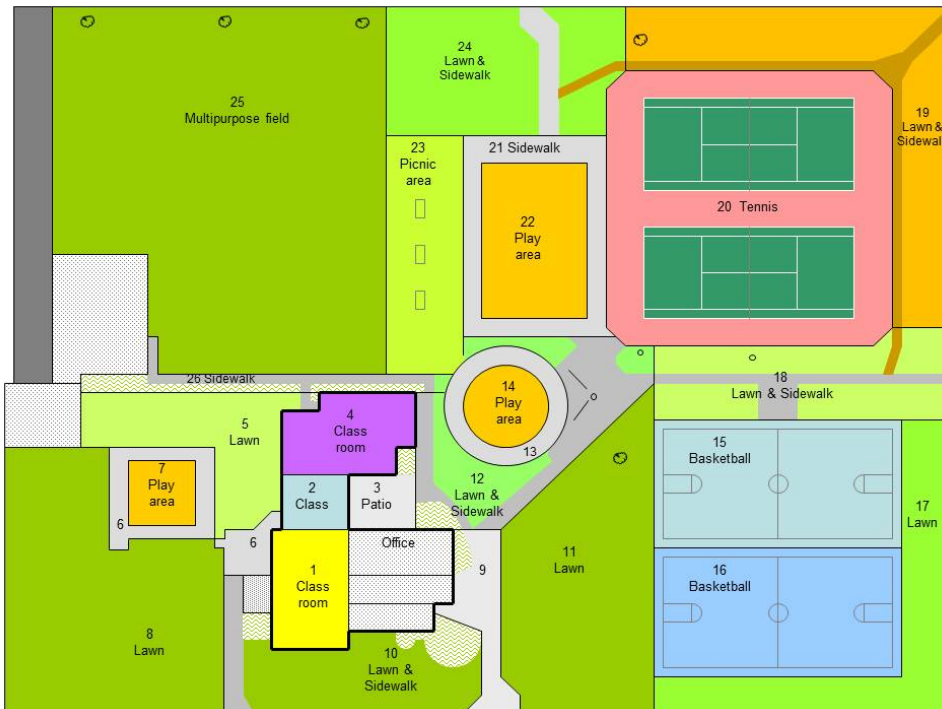 24
Lawn &
Sidewalk
25
Multipurpose field
19
Lawn &
Sidewalk
23
Picnic
area
21 Sidewalk
20 Tennis
22
Play
area
26 Sidewalk
18
Lawn & Sidewalk
14
Play
area
13
5
Lawn
4
Class
room
15
Basketball
7
Play
area
6
12
Lawn &
Sidewalk
2
Class
3
Patio
17
Lawn
6
Office
11
Lawn
9
16
Basketball
1
Class
room
8
Lawn
10
Lawn &
Sidewalk